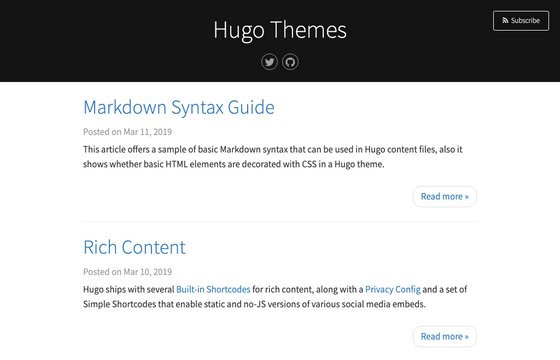 Hugo Themes
Subscribe
Markdown Syntax Guide
Posted on Mar 11, 2019
This article offers a sample of basic Markdown syntax that can be used in Hugo content files, also it
shows whether basic HTML elements are decorated with CSS in a Hugo theme.
Read more »
Rich Content
Posted on Mar 10, 2019
Hugo ships with several Built-in Shortcodes for rich content, along with a Privacy Config and a set of
Simple Shortcodes that enable static and no-JS versions of various social media embeds.
Read more »